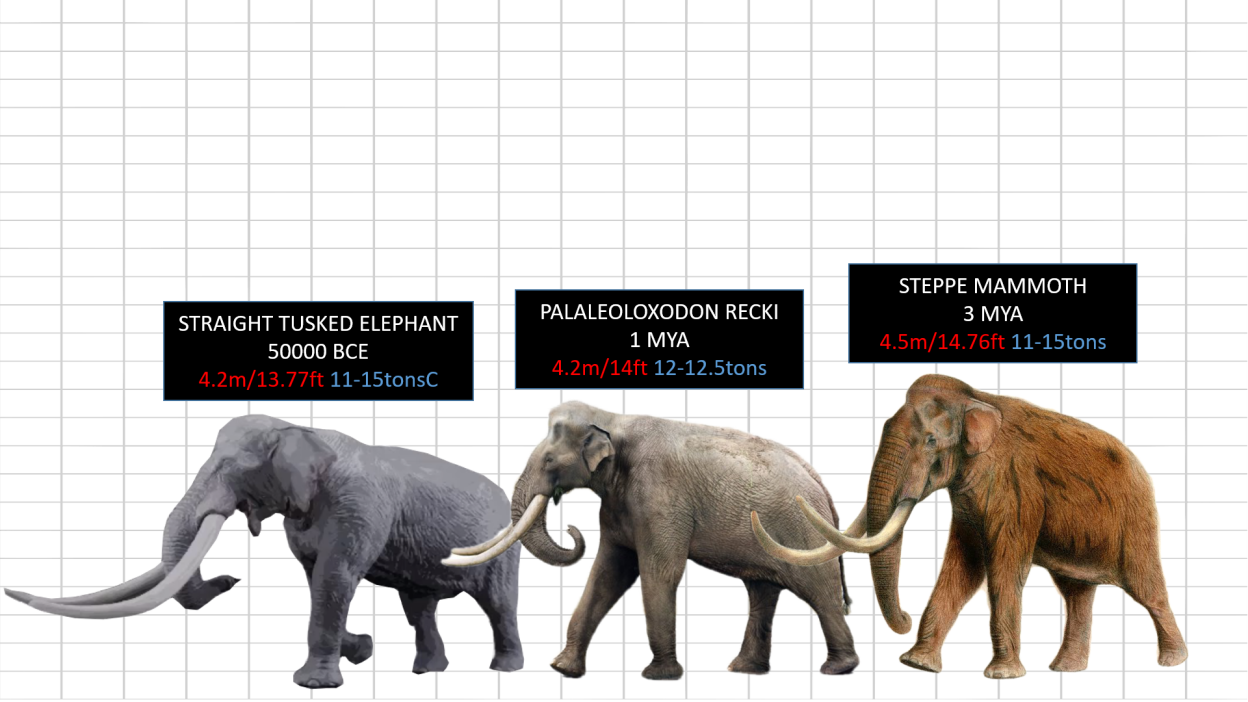 STRAIGHT TUSKED ELEPHANT
50000 BCE
4.2m/13.77ft 11-15tonsC
PALALEOLOXODON RECKI
1 MYA
4.2m/14ft 12-12.5tons
STEPPE MAMMOTH
3 MYA
4.5m/14.76ft 11-15tons